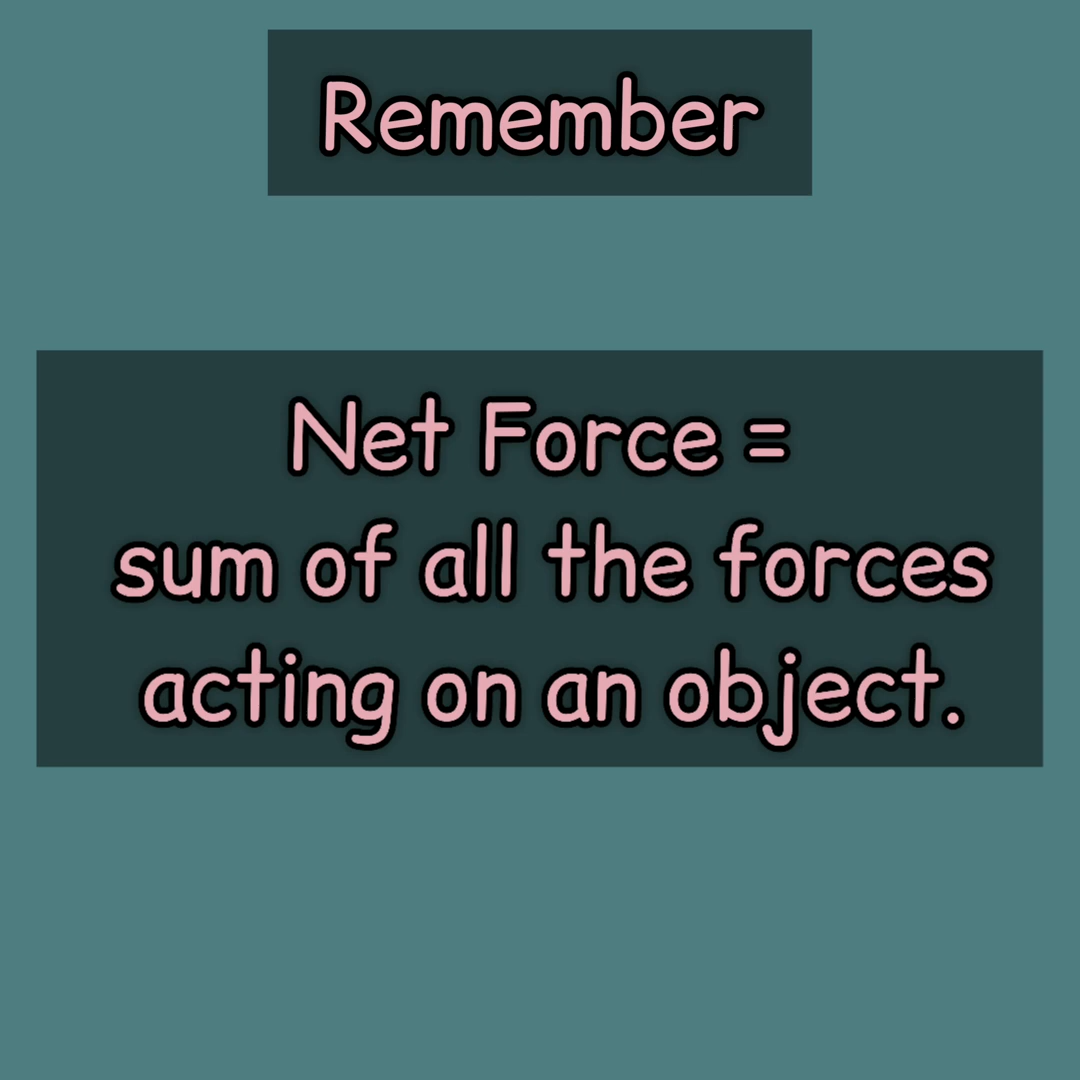 Remember
Net Force =
sum of all the forces
acting on an object.